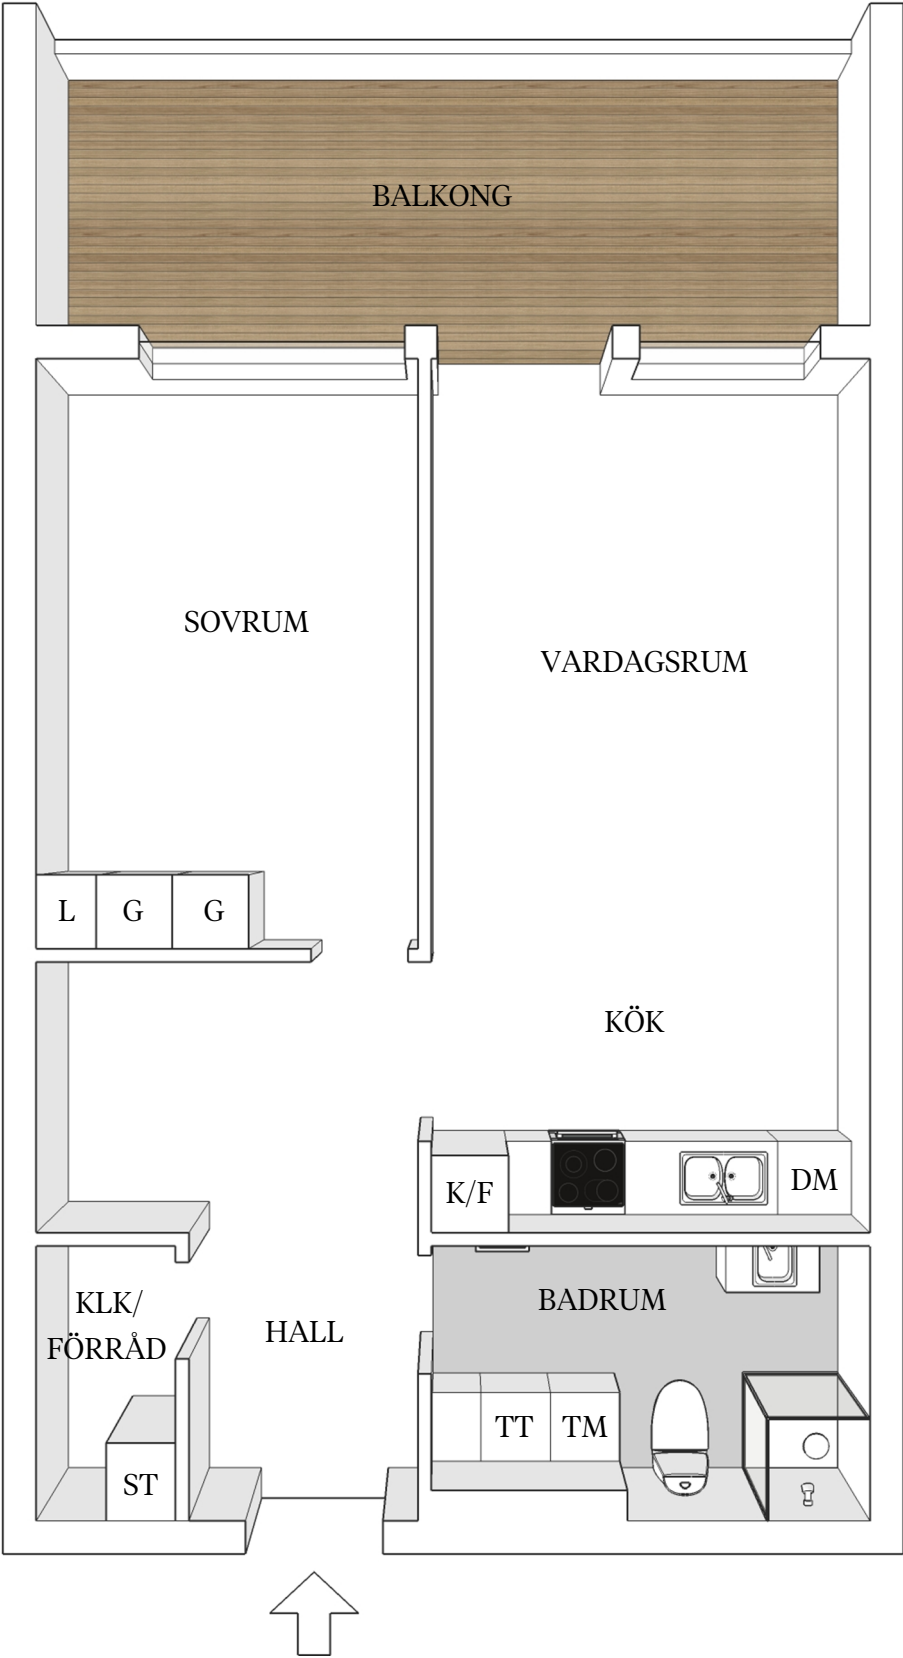 BALKONG
SOVRUM
VARDAGSRUM
L G G
KÖK
K/F
DM
KLK/
FÖRRÅD
HALL
BADRUM
ST
TT TM